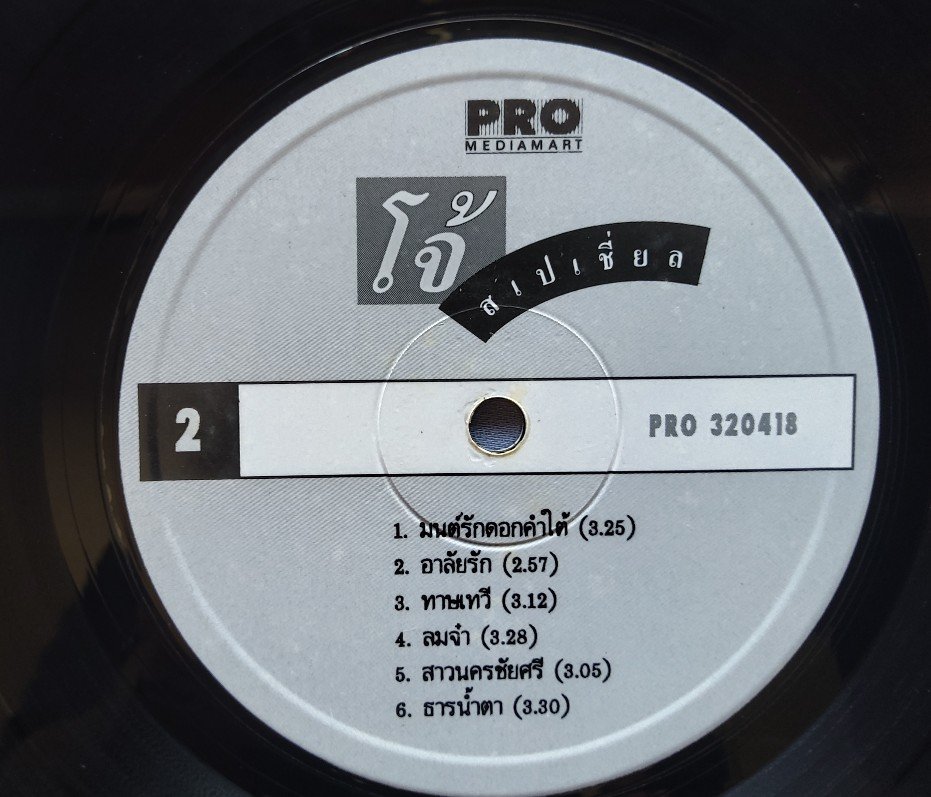 PRO
MEDIAMART
โจ้
สเปเชี่ยล
2
PRO 320418
1. มนต์รักดอกคำใต้ (3.25)
2. อาลัยรัก (2.57)
3. ทาษเทวี (3.12)
4. ลมจ๋า (3.28)
5. สาวนครชัยศรี (3.05)
6. ธารน้ำตา (3.30)